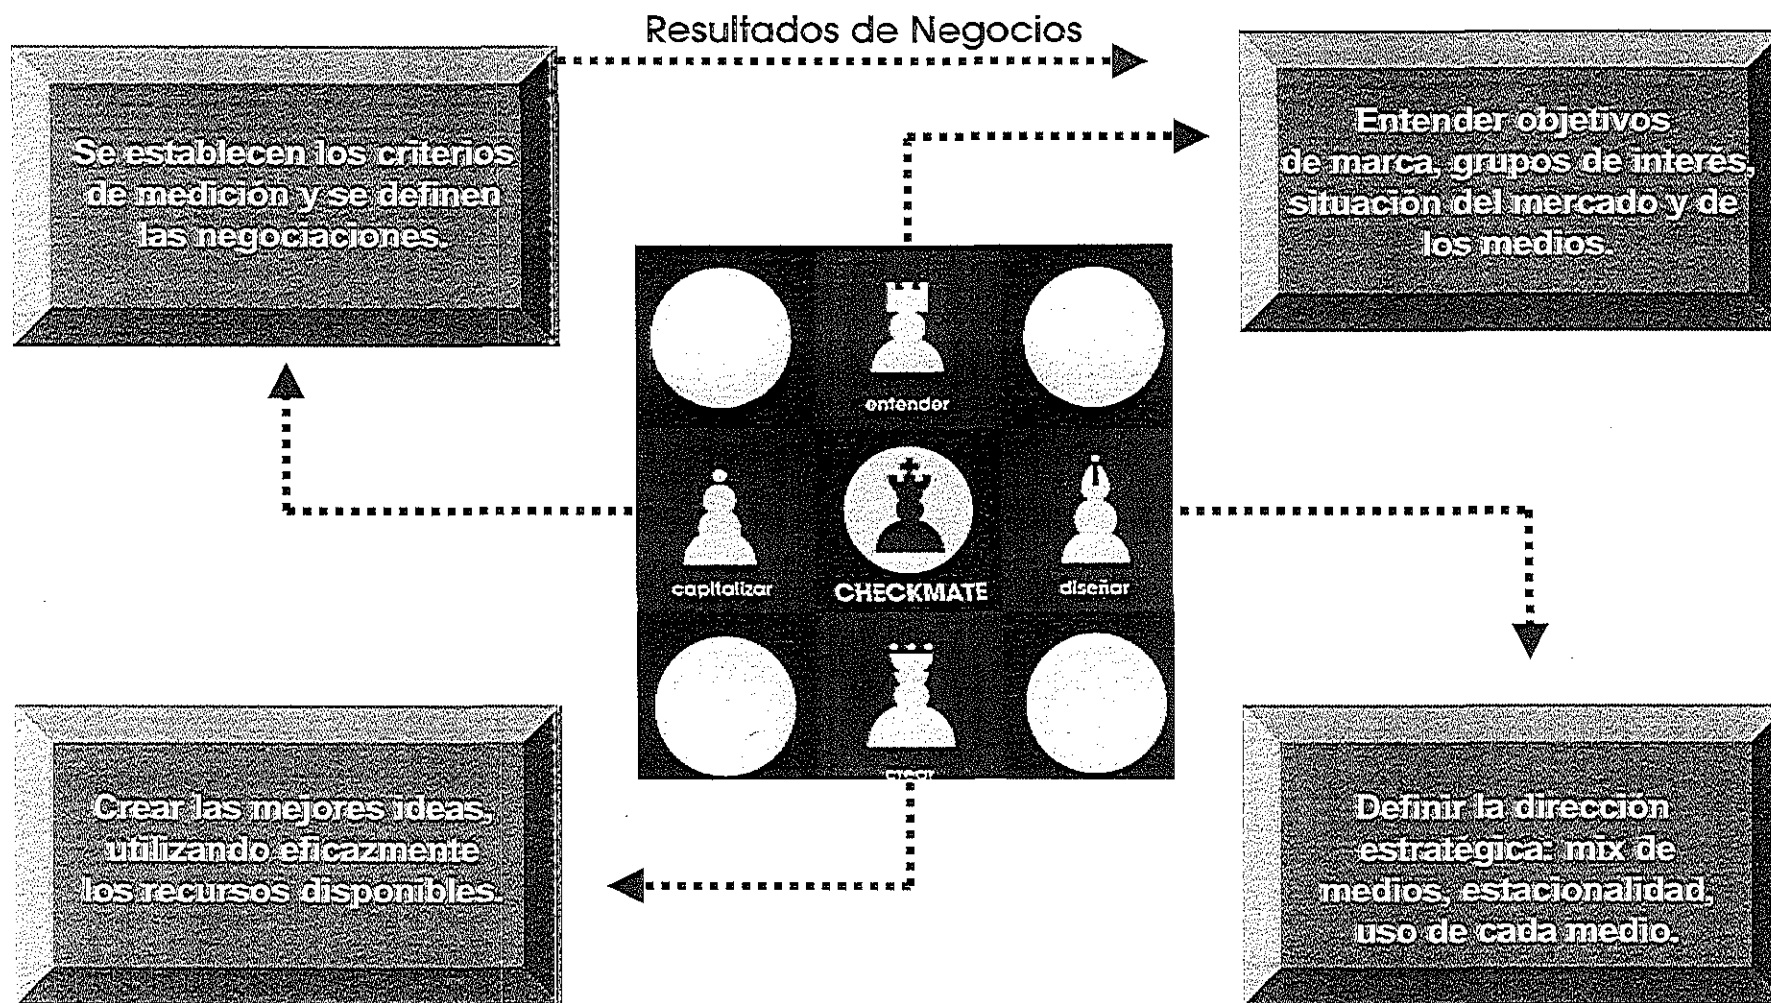 Resultados de Negocios
Se establecen los criterios
de medición y se definen
las negociaciones.
Entender objetivos
de marca, grupos de interés,
situación del mercado y de
los medios.
entender
capitalizar
CHECKMATE
diseñar
Crear las mejores ideas,
utilizando eficazmente
los recursos disponibles.
Definir la dirección
estratégica: mix de
medios, estacionalidad,
uso de cada medio.